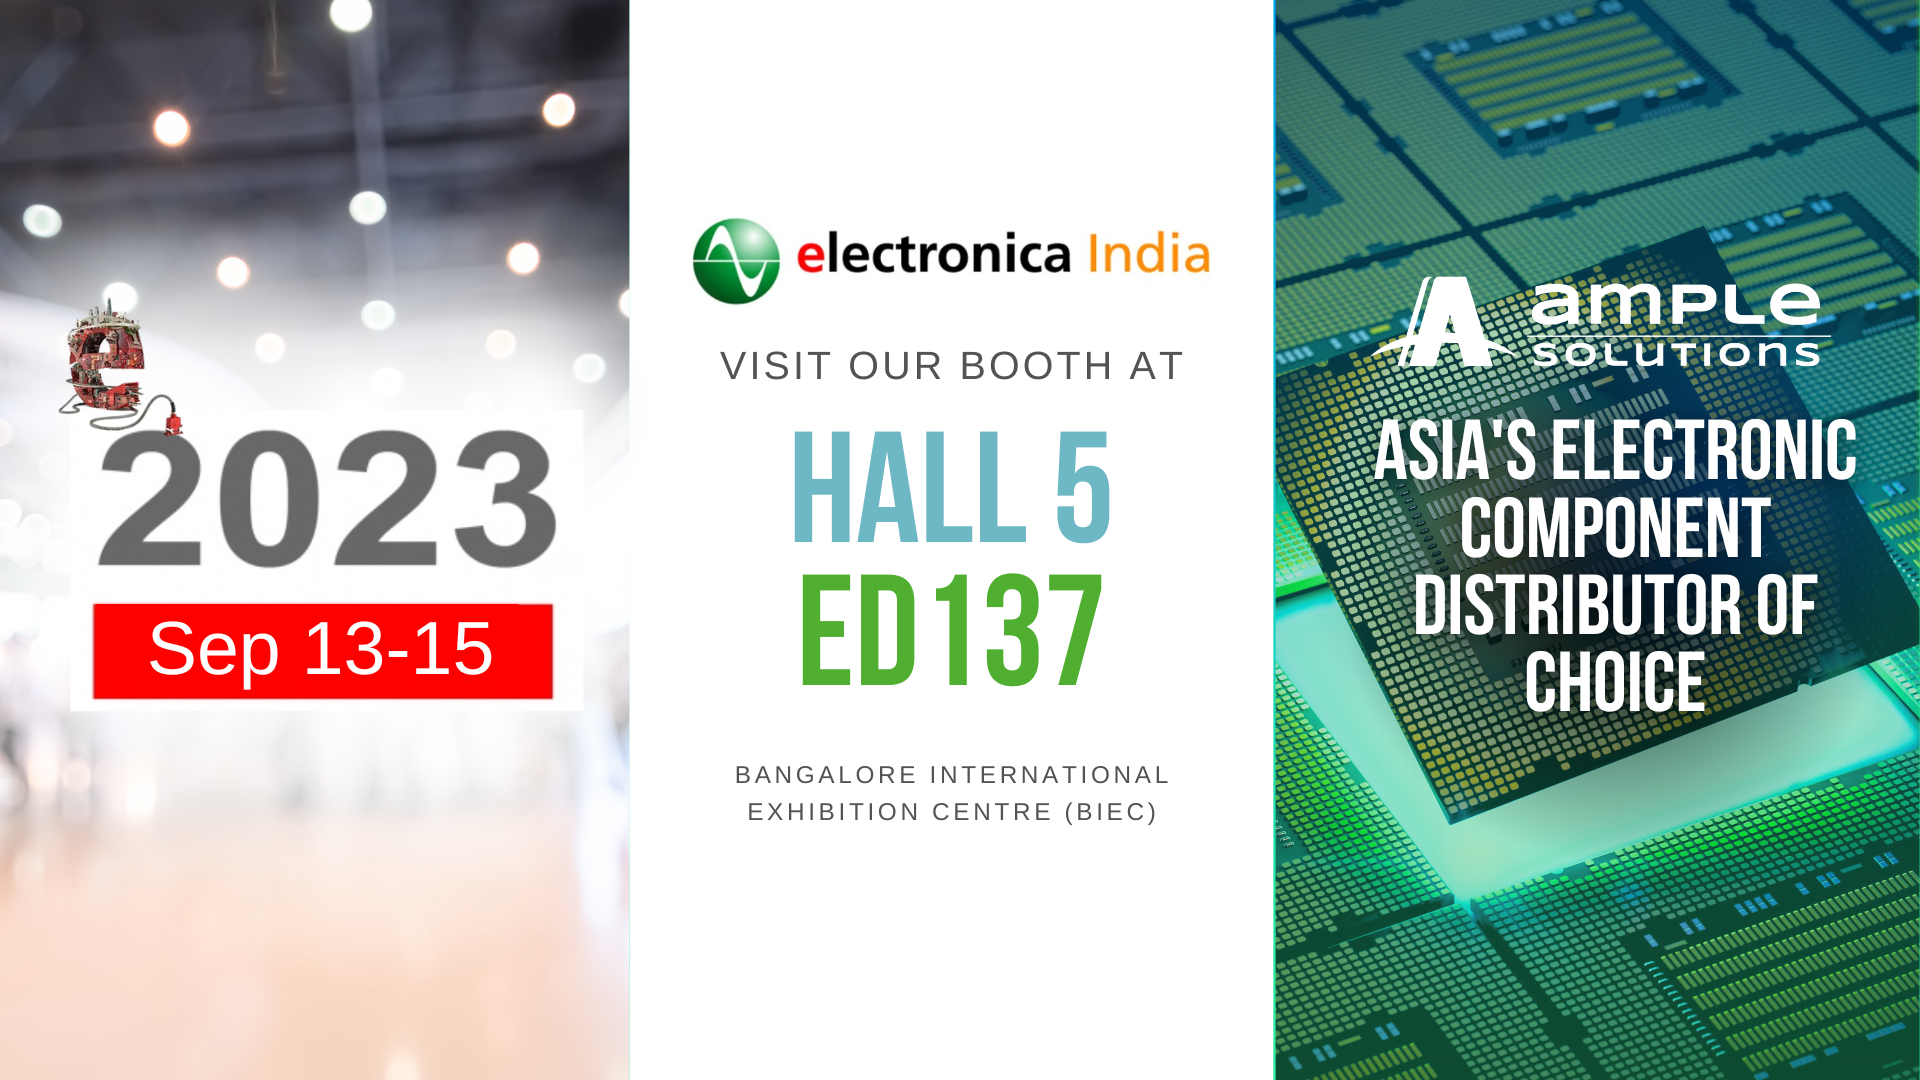 e
2023
Sep 13-15
electronica India
VISIT OUR BOOTH AT
HALL 5
ED137
BANGALORE INTERNATIONAL
EXHIBITION CENTRE (BIEC)
A
ample
SOLUTIONS
ASIA'S ELECTRONIC
COMPONENT
DISTRIBUTOR OF
CHOICE